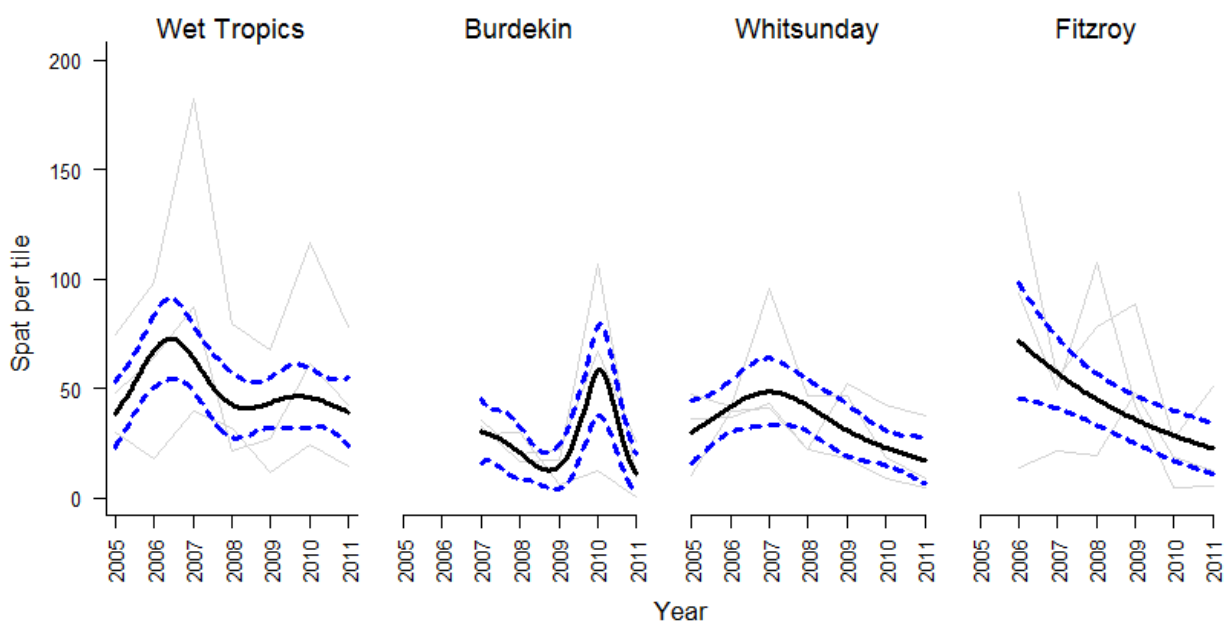 Wet Tropics Burdekin Whitsunday Fitzroy
200
150
100
50
0
Spat per tile
2005 2006 2007 2008 2009 2010 2011 2005 2006 2007 2008 2009 2010 2011 2005 2006 2007 2008 2009 2010 2011 2005 2006 2007 2008 2009 2010 2011
Year